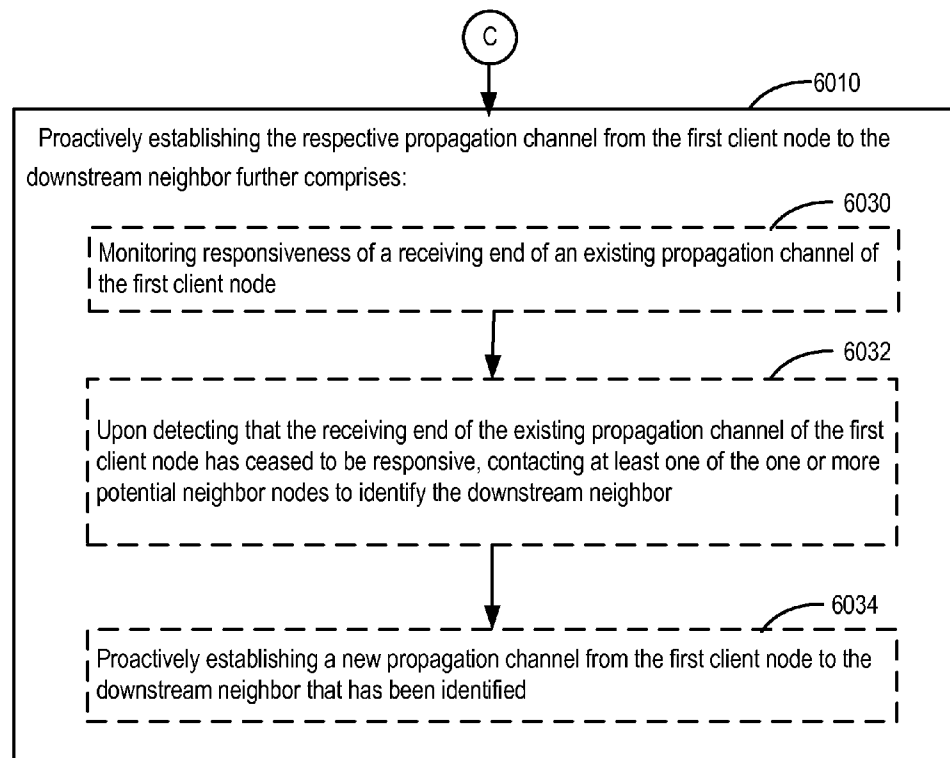 C
6010
Proactively establishing the respective propagation channel from the first client node to the
downstream neighbor further comprises:
6030
Monitoring responsiveness of a receiving end of an existing propagation channel of
the first client node
6032
Upon detecting that the receiving end of the existing propagation channel of the first
client node has ceased to be responsive, contacting at least one of the one or more
potential neighbor nodes to identify the downstream neighbor
6034
Proactively establishing a new propagation channel from the first client node to the
downstream neighbor that has been identified